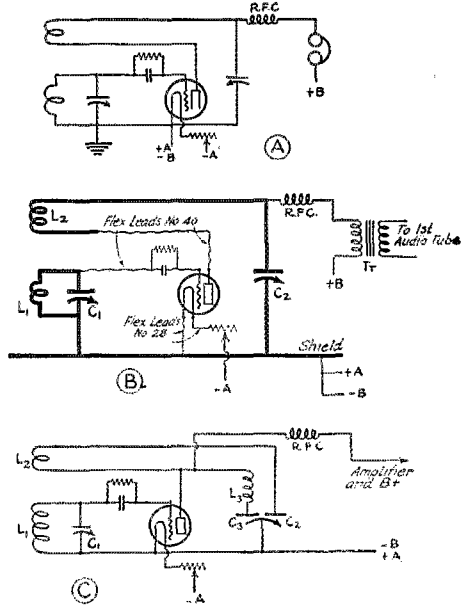 R.F.C
+B
+A
-B
-A
A
L2
Flex Leads No 40
R.F.C.
To 1st
Audio Tube
+B
TT
L1
C1
C2
Flex Leads
No 28
-A
Shield
+A
-B
B
L2
R.F.C
Amplifier
and B+
L3
L1
C1
C3
C2
-B
+A
-A
C